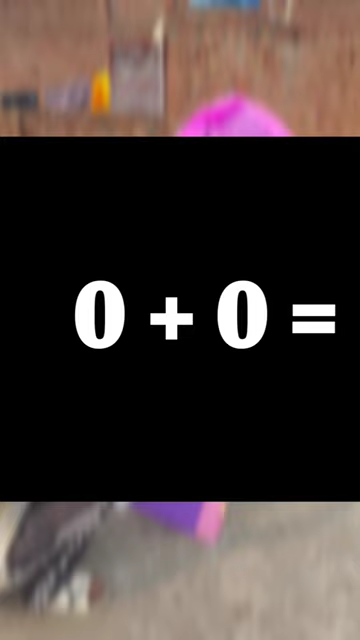 0 + 0 =